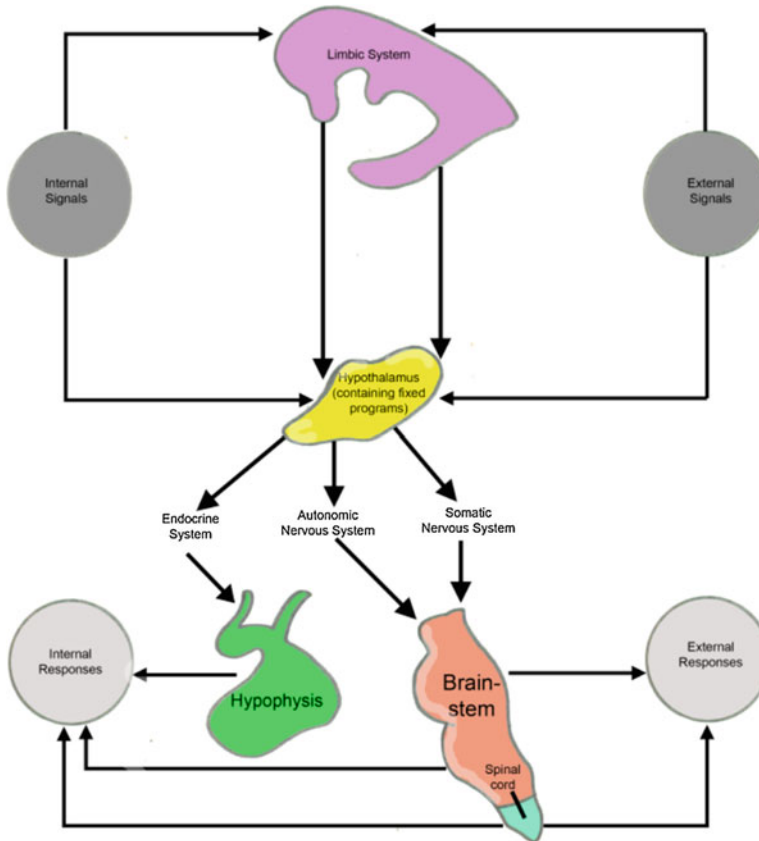 Limbic System
Internal
Signals
External
Signals
Hypothalamus
(containing fixed
programs)
Endocrine
System
Autonomic
Nervous System
Somatic
Nervous System
Internal
Responses
Hypophysis
Brain-
stem
External
Responses
Spinal
cord